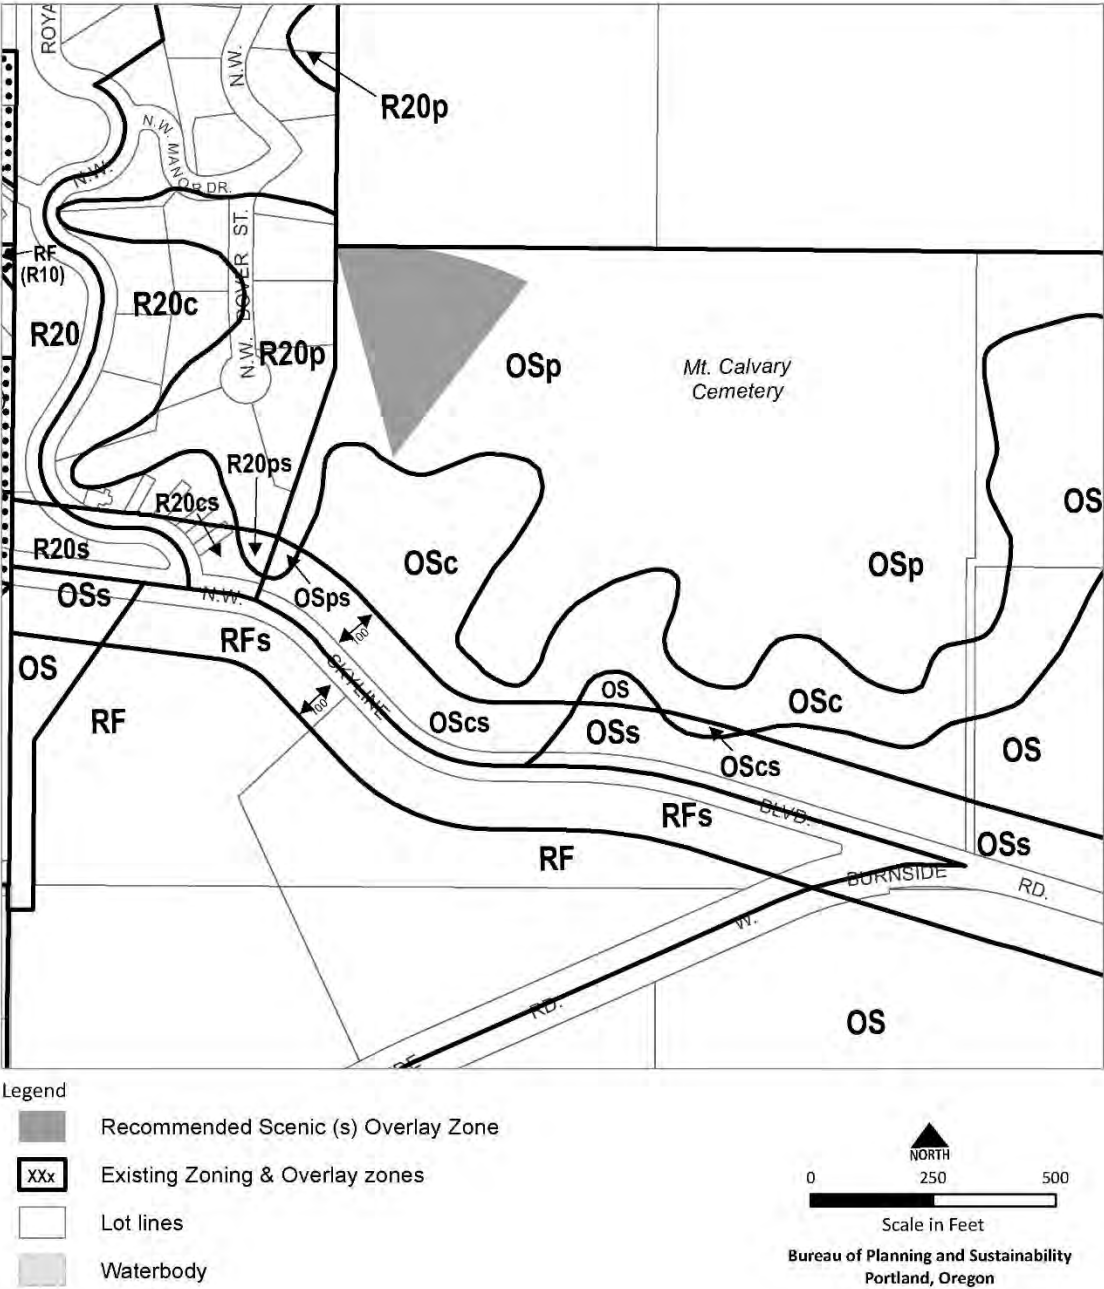 ROYA
N.W.
R20p
N.W.
MANOR DR.
N.W.
RF
(R10)
R20c
R20
N.W. DOVER ST.
R20p
OSp
Mt. Calvary
Cemetery
R20ps
R20cs
OS
R20s
OSc
OSp
OSs
N.W.
OSps
100
RFs
OS
SKYLINE
OS
100
OSc
RF
OScs
OSs
OS
OScs
RFs
BLVD.
OSs
RF
BURNSIDE
RD.
W.
RD.
OS
DE
Legend
Recommended Scenic (s) Overlay Zone
XXx Existing Zoning & Overlay zones
Lot lines
Waterbody
NORTH
0 250 500
Scale in Feet
Bureau of Planning and Sustainability
Portland, Oregon